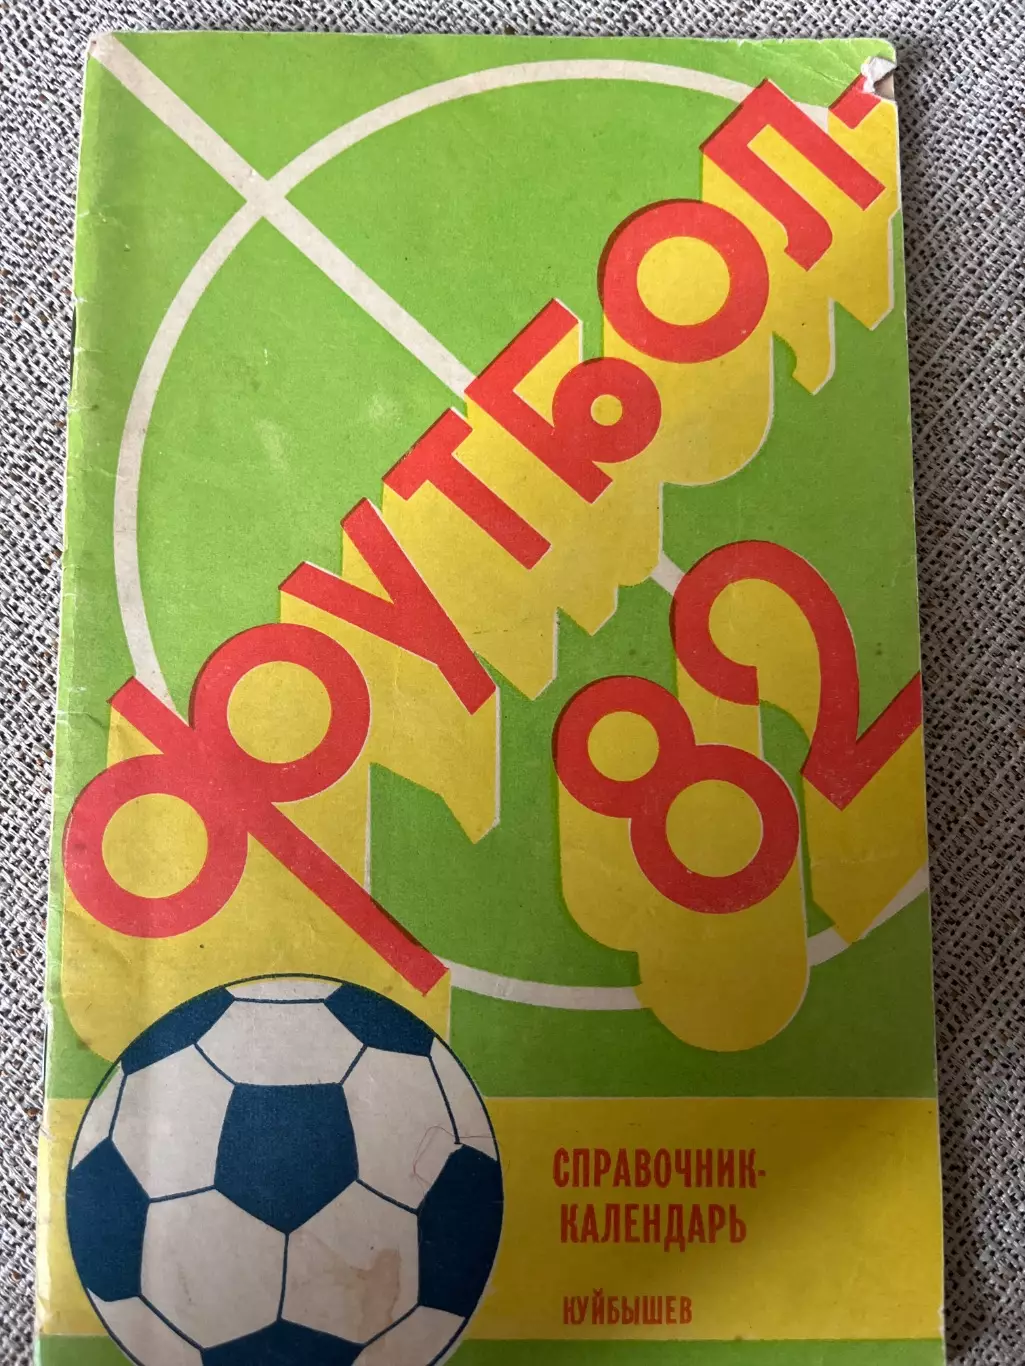 ФУТБОЛ-
82
СПРАВОЧНИК-
КАЛЕНДАРЬ
КУЙБЫШЕВ